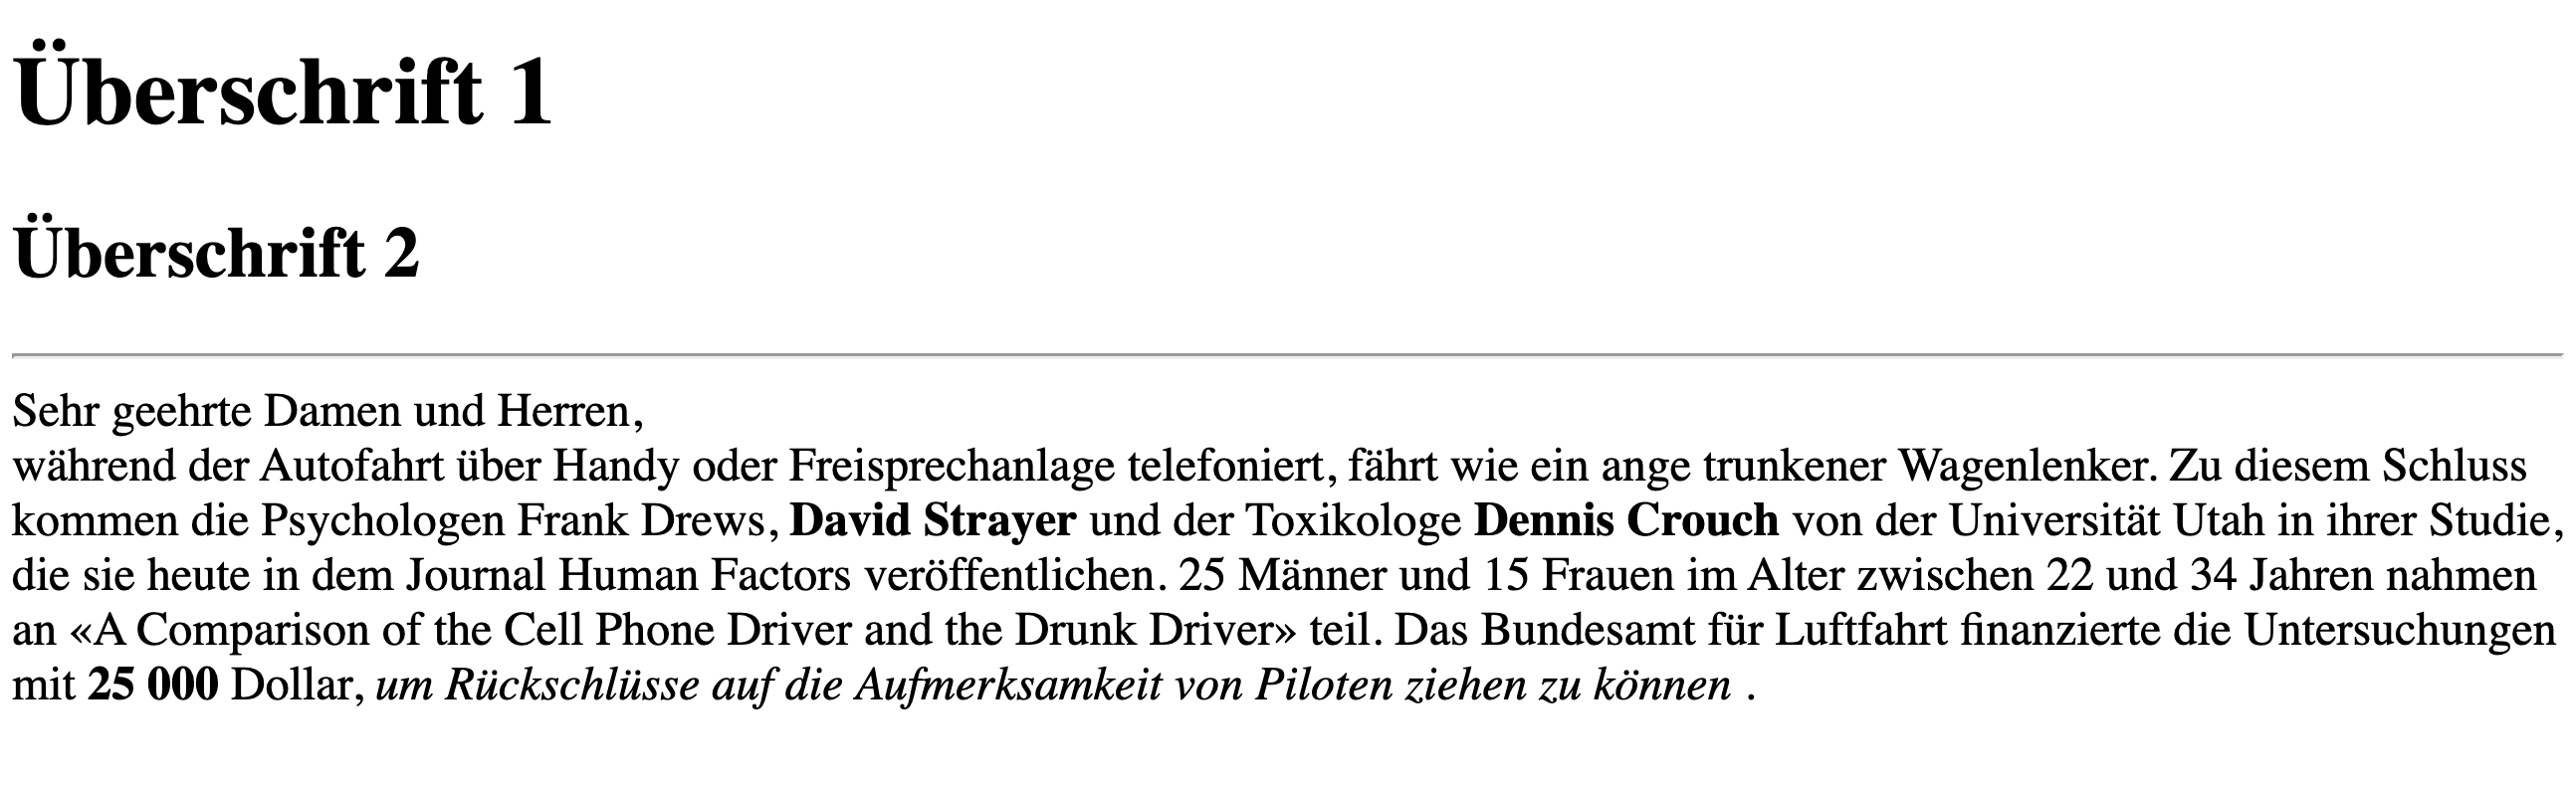 Überschrift 1
Überschrift 2
Sehr geehrte Damen und Herren,
während der Autofahrt über Handy oder Freisprechanlage telefoniert, fährt wie ein ange trunkener Wagenlenker. Zu diesem Schluss
kommen die Psychologen Frank Drews, David Strayer und der Toxikologe Dennis Crouch von der Universität Utah in ihrer Studie,
die sie heute in dem Journal Human Factors veröffentlichen. 25 Männer und 15 Frauen im Alter zwischen 22 und 34 Jahren nahmen
an «A Comparison of the Cell Phone Driver and the Drunk Driver» teil. Das Bundesamt für Luftfahrt finanzierte die Untersuchungen
mit 25 000 Dollar, um Rückschlüsse auf die Aufmerksamkeit von Piloten ziehen zu können .